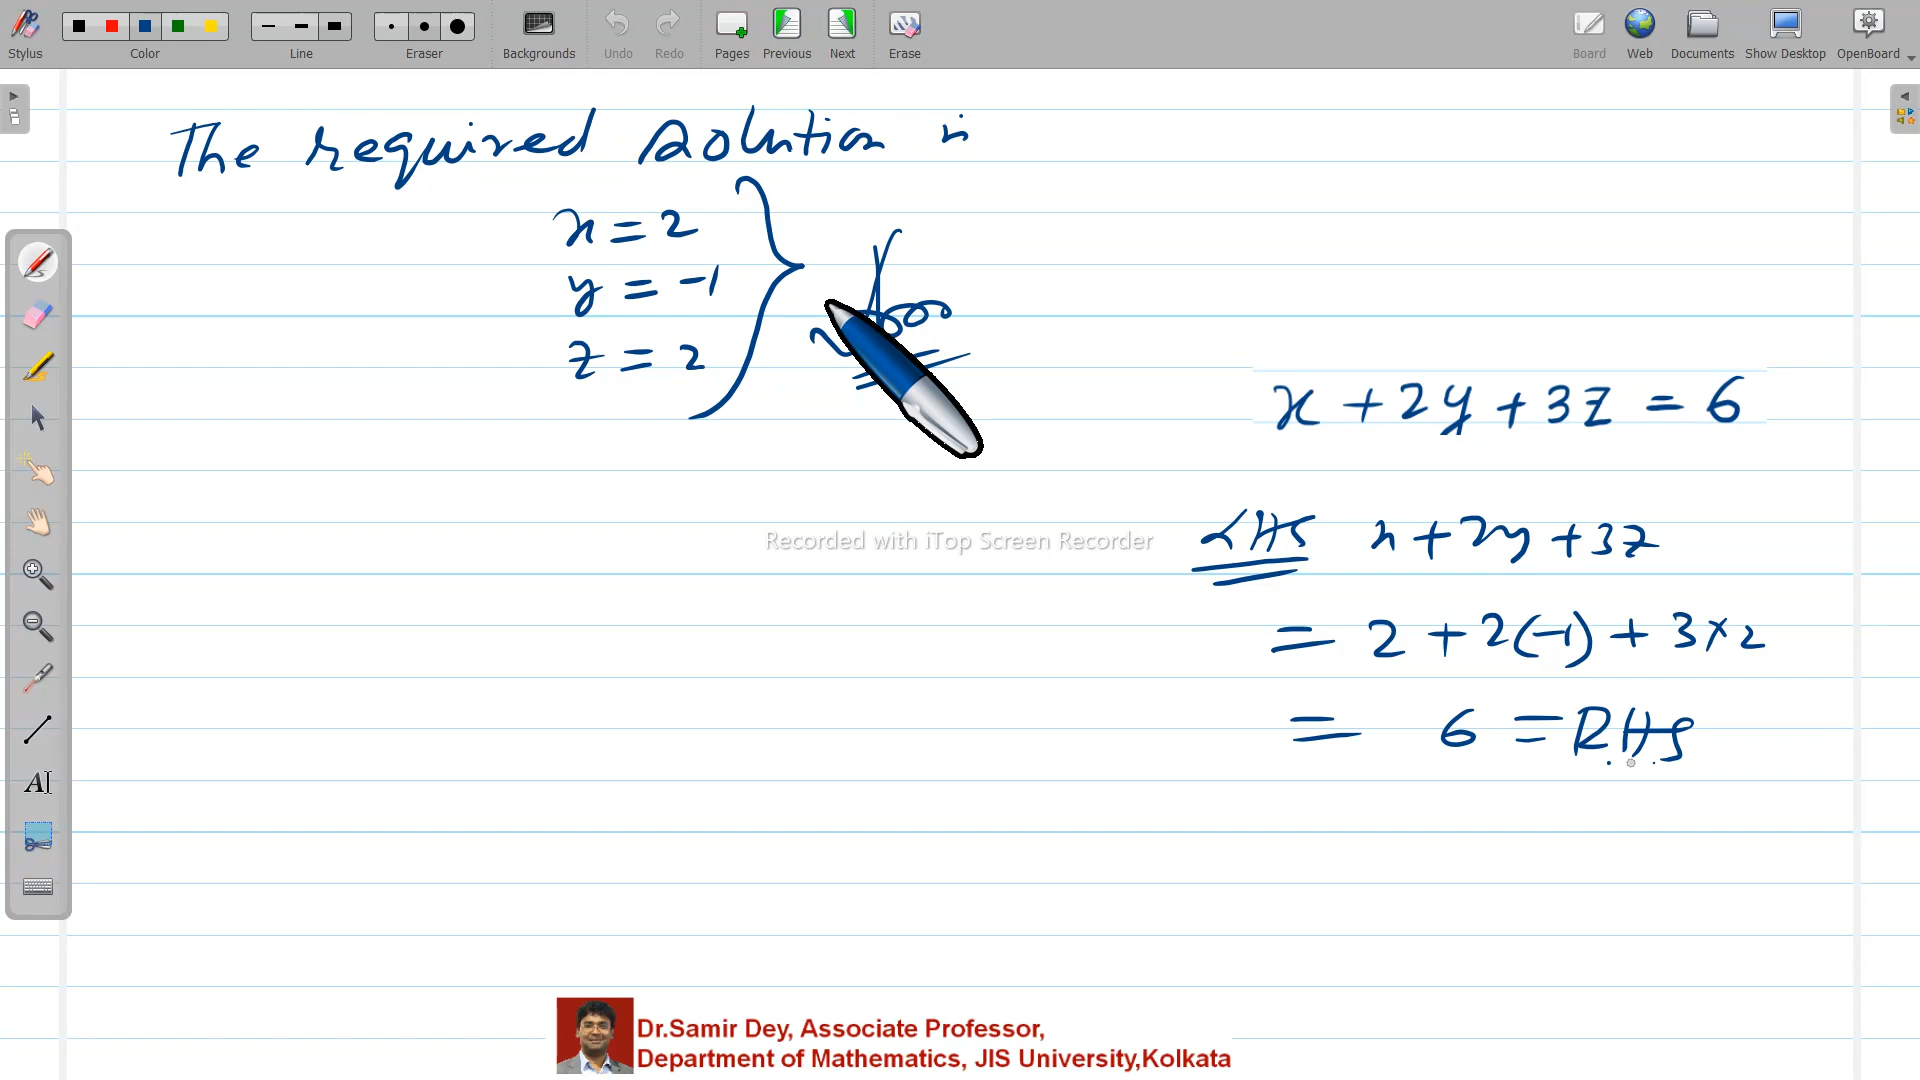 Stylus Color Line Eraser Backgrounds Undo Redo Pages Previous Next Erase Board Web Documents Show Desktop OpenBoard
The required solution is
x = 2
y = -1
z = 2
Ans
x + 2y + 3z = 6
Recorded with iTop Screen Recorder
LHS x + 2y + 3z
= 2 + 2(-1) + 3×2
= 6 = RHS
Dr.Samir Dey, Associate Professor,
Department of Mathematics, JIS University,Kolkata